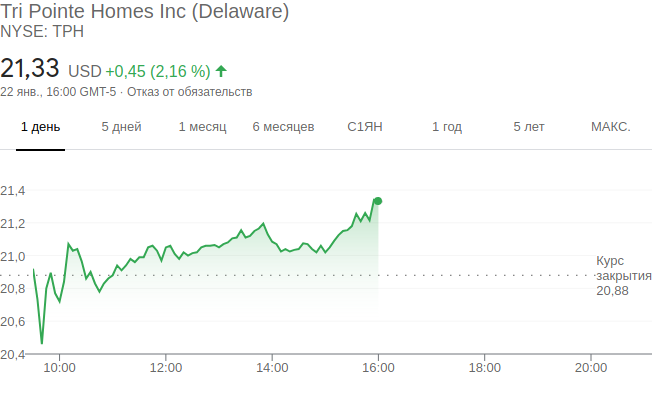 Tri Pointe Homes Inc (Delaware)
NYSE: TPH
21,33 USD +0,45 (2,16 %)
22 янв., 16:00 GMT-5 · Отказ от обязательств
1 день 5 дней 1 месяц 6 месяцев С1ЯН 1 год 5 лет МАКС.
21,4
21,2
21,0
Курс
закрытия
20,8
20,88
20,6
20,4
10:00 12:00 14:00 16:00 18:00 20:00